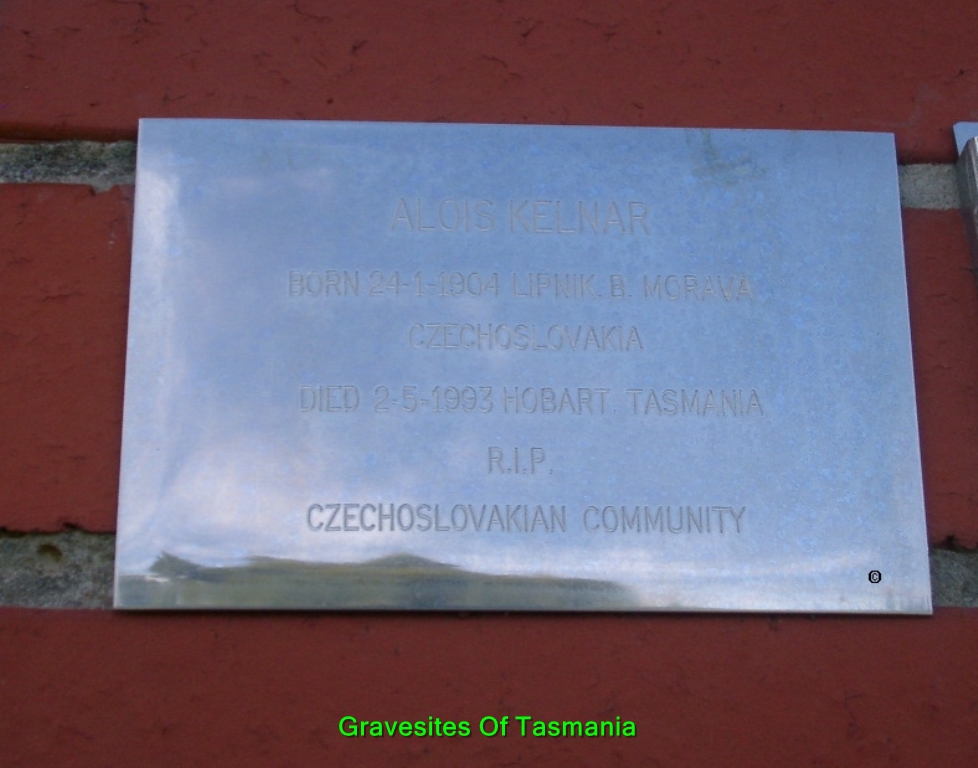 ALOIS KELNAR
BORN 24-1-1904 LIPNIK. B. MORAVA
CZECHOSLOVAKIA
DIED 2-5-1993 HOBART. TASMANIA
R.I.P.
CZECHOSLOVAKIAN COMMUNITY
©
Gravesites Of Tasmania